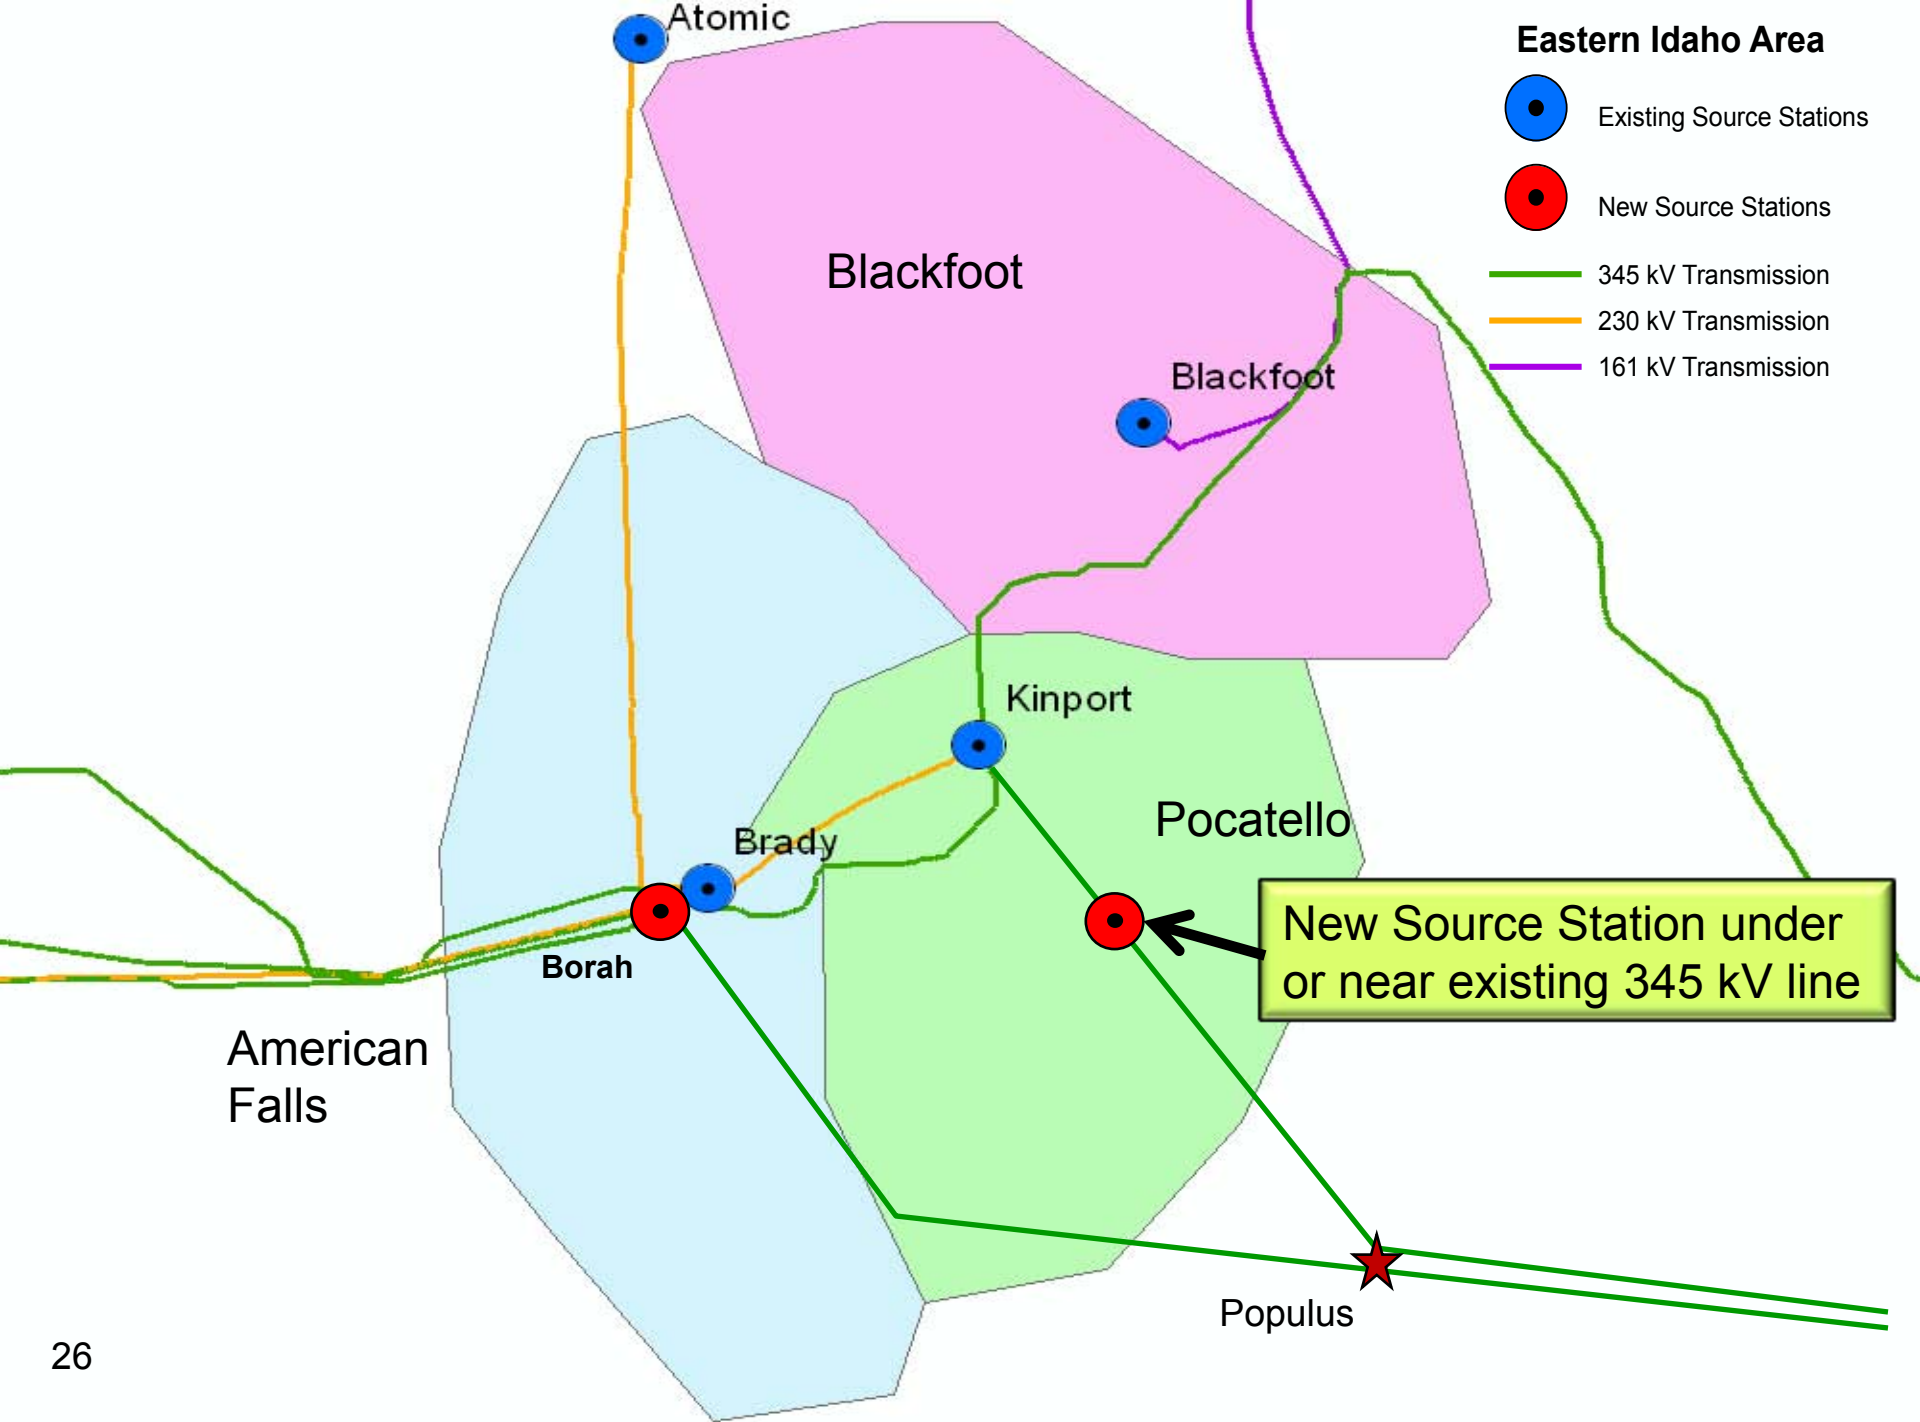 Atomic
Eastern Idaho Area
Existing Source Stations
New Source Stations
345 kV Transmission
230 kV Transmission
161 kV Transmission
Blackfoot
Blackfoot
Kinport
Pocatello
Brady
Borah
New Source Station under
or near existing 345 kV line
American
Falls
Populus
26